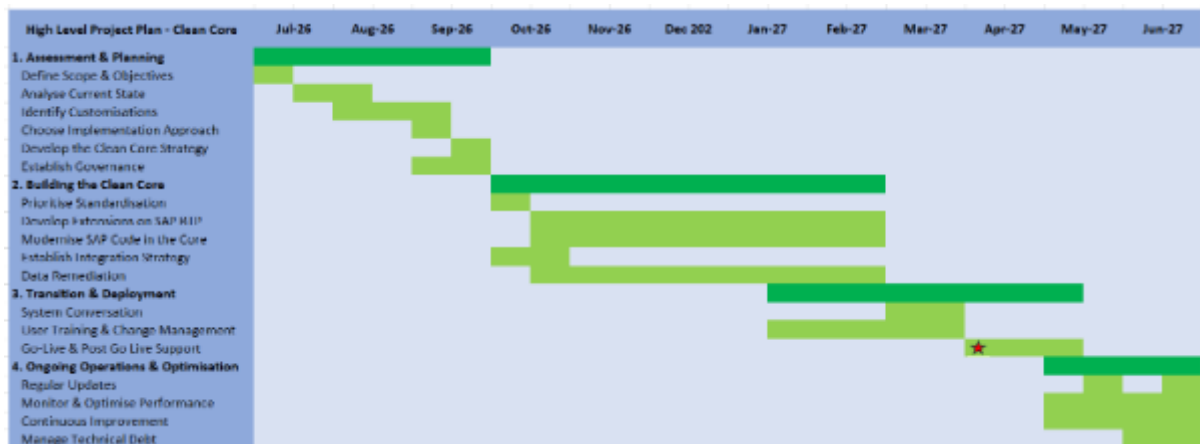 High Level Project Plan - Clean Core Jul-26 Aug-26 Sep-26 Oct-26 Nov-26 Dec 202 Jan-27 Feb-27 Mar-27 Apr-27 May-27 Jun-27
1. Assessment & Planning
Define Scope & Objectives
Analyse Current State
Identify Customisations
Choose Implementation Approach
Develop the Clean Core Strategy
Establish Governance
2. Building the Clean Core
Prioritise Standardisation
Develop Extensions on SAP BTP
Modernise SAP Code in the Core
Establish Integration Strategy
Data Remediation
3. Transition & Deployment
System Conversation
User Training & Change Management
Go-Live & Post Go Live Support
4. Ongoing Operations & Optimisation
Regular Updates
Monitor & Optimise Performance
Continuous Improvement
Manage Technical Debt